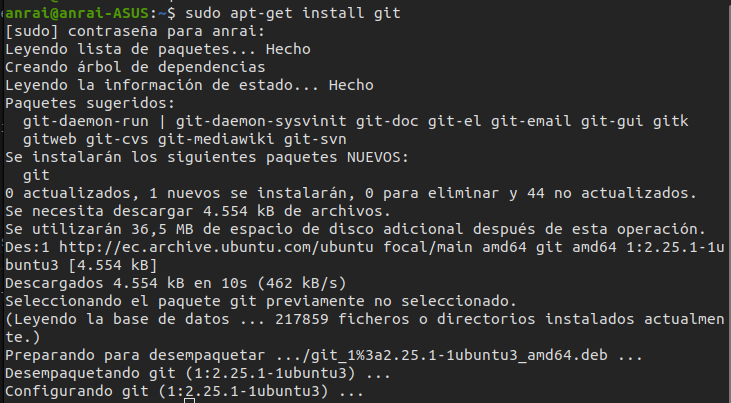 anrai@anrai-ASUS:~$ sudo apt-get install git
[sudo] contraseña para anrai:
Leyendo lista de paquetes... Hecho
Creando árbol de dependencias
Leyendo la información de estado... Hecho
Paquetes sugeridos:
  git-daemon-run | git-daemon-sysvinit git-doc git-el git-email git-gui gitk
  gitweb git-cvs git-mediawiki git-svn
Se instalarán los siguientes paquetes NUEVOS:
  git
0 actualizados, 1 nuevos se instalarán, 0 para eliminar y 44 no actualizados.
Se necesita descargar 4.554 kB de archivos.
Se utilizarán 36,5 MB de espacio de disco adicional después de esta operación.
Des:1 http://ec.archive.ubuntu.com/ubuntu focal/main amd64 git amd64 1:2.25.1-1u
buntu3 [4.554 kB]
Descargados 4.554 kB en 10s (462 kB/s)
Seleccionando el paquete git previamente no seleccionado.
(Leyendo la base de datos ... 217859 ficheros o directorios instalados actualmen
te.)
Preparando para desempaquetar .../git_1%3a2.25.1-1ubuntu3_amd64.deb ...
Desempaquetando git (1:2.25.1-1ubuntu3) ...
Configurando git (1:2.25.1-1ubuntu3) ...